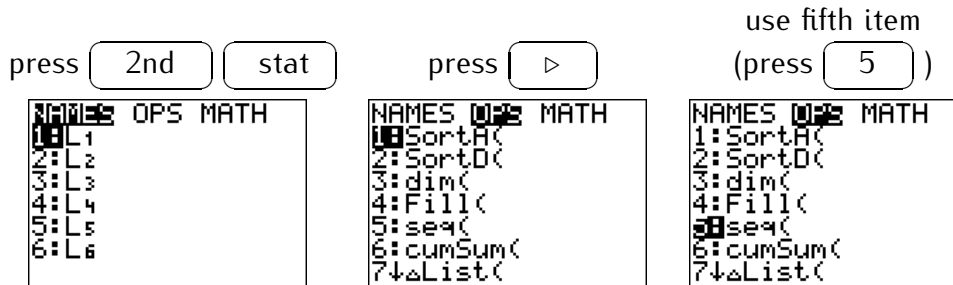 press 2nd stat
NAMES OPS MATH
1:L1
2:L2
3:L3
4:L4
5:L5
6:L6
press ▷
NAMES OPS MATH
1:SortA(
2:SortD(
3:dim(
4:Fill(
5:seq(
6:cumSum(
7↓ΔList(
use fifth item
(press 5 )
NAMES OPS MATH
1:SortA(
2:SortD(
3:dim(
4:Fill(
5:seq(
6:cumSum(
7↓ΔList(